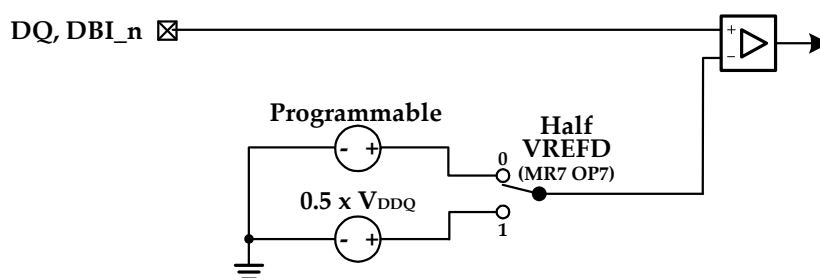 DQ, DBI_n
+
−
Programmable
- +
Half
VREFD
(MR7 OP7)
0
0.5 x VDDQ
- +
1